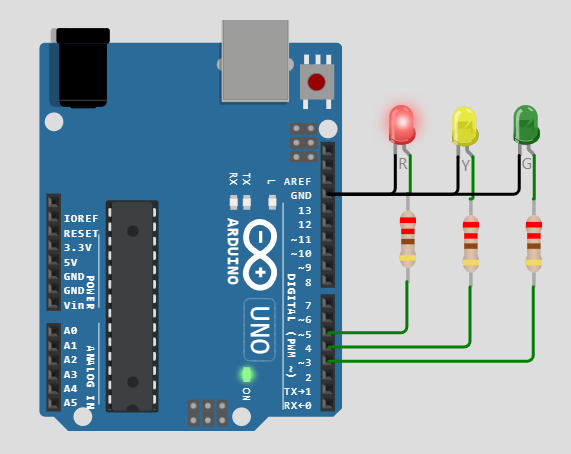 R
Y
G
RX
TX
L
AREF
GND
13
12
~11
~10
~9
8
7
~6
~5
4
~3
2
TX→1
RX←0
DIGITAL (PWM ~)
ARDUINO
UNO
ON
IOREF
RESET
3.3V
5V
GND
GND
Vin
POWER
A0
A1
A2
A3
A4
A5
ANALOG IN